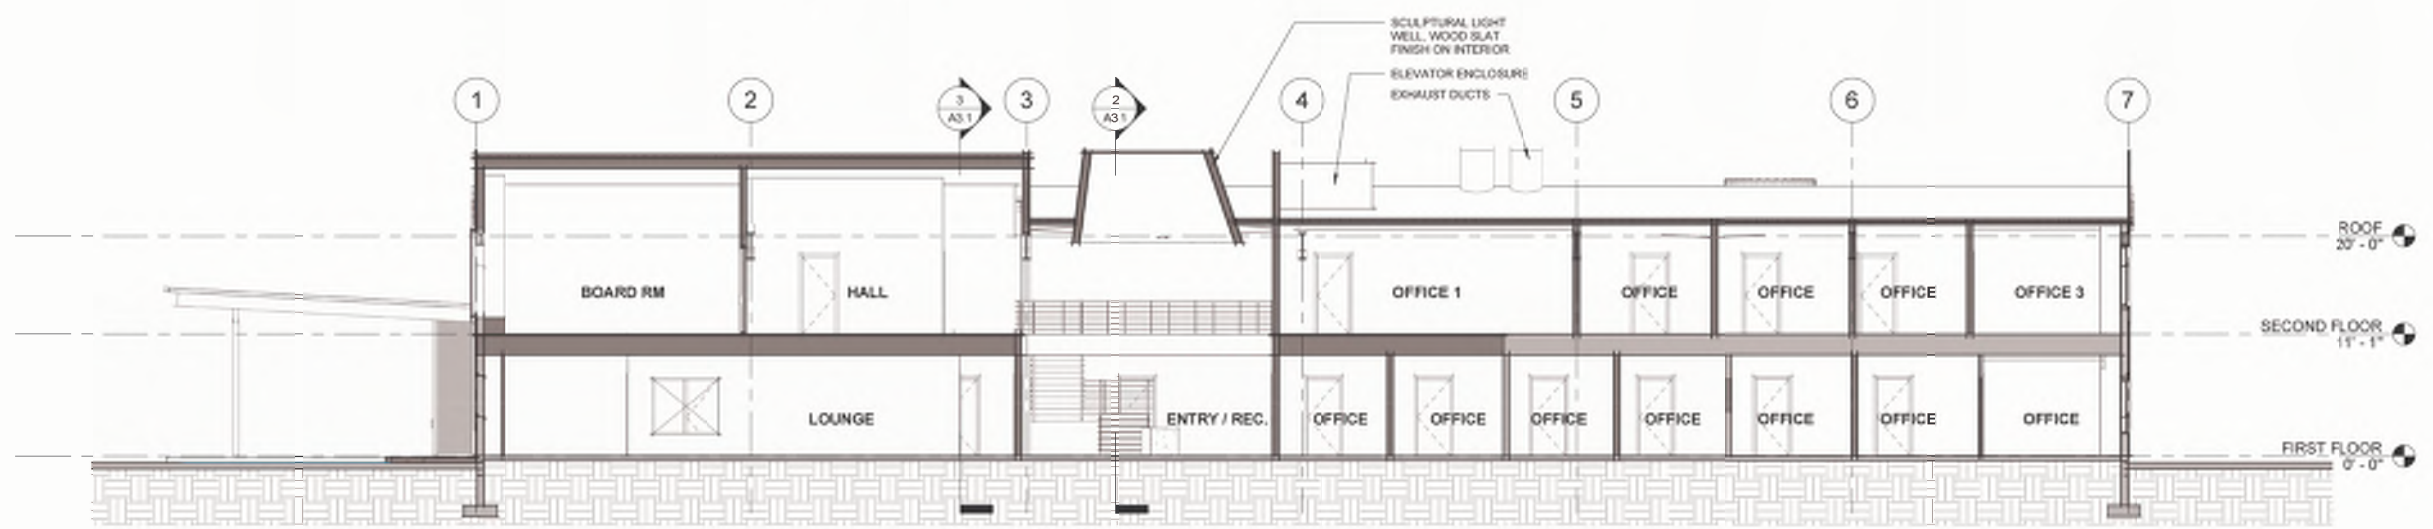 SCULPTURAL LIGHT
WELL, WOOD SLAT
FINISH ON INTERIOR
ELEVATOR ENCLOSURE
EXHAUST DUCTS
1
2
3
A3.1
3
2
A3.1
4
5
6
7
ROOF
20' - 0"
BOARD RM
HALL
OFFICE 1
OFFICE
OFFICE
OFFICE
OFFICE 3
SECOND FLOOR
11' - 1"
LOUNGE
ENTRY / REC.
OFFICE
OFFICE
OFFICE
OFFICE
OFFICE
OFFICE
OFFICE
FIRST FLOOR
0' - 0"